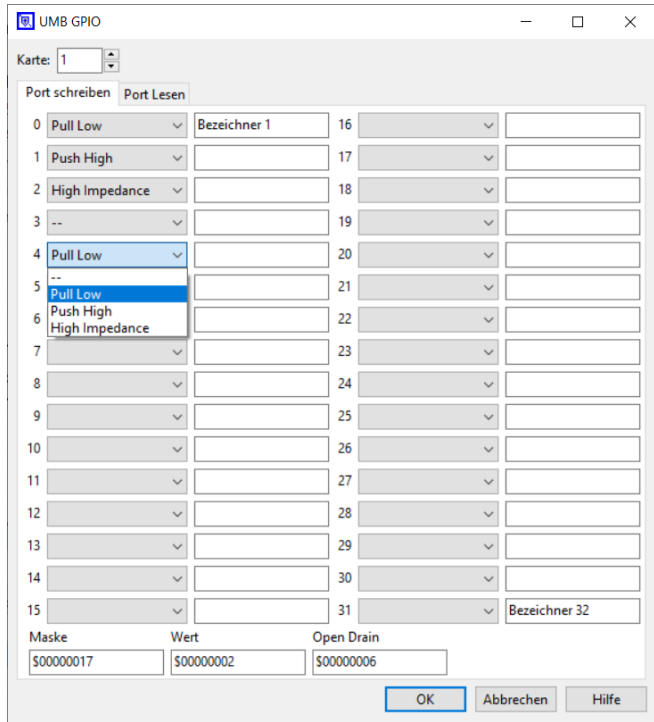 UMB GPIO
Karte: 1
Port schreiben Port Lesen
0 Pull Low Bezeichner 1 16
1 Push High 17
2 High Impedance 18
3 -- 19
4 Pull Low 20
--
5 21
Pull Low
Push High
6 22
High Impedance
7 23
8 24
9 25
10 26
11 27
12 28
13 29
14 30
15 31 Bezeichner 32
Maske Wert Open Drain
$00000017 $00000002 $00000006
OK Abbrechen Hilfe